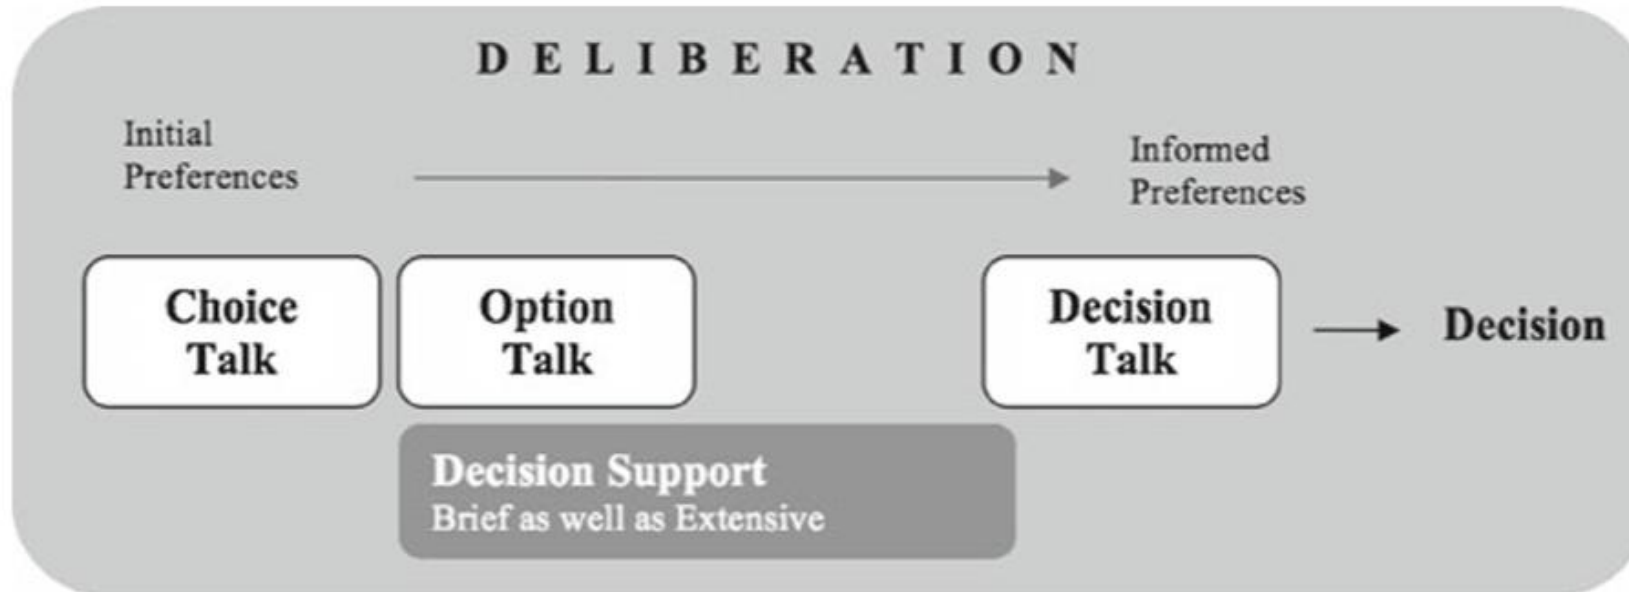 DELIBERATION
Initial
Preferences
Informed
Preferences
Choice
Talk
Option
Talk
Decision
Talk
Decision
Decision Support
Brief as well as Extensive